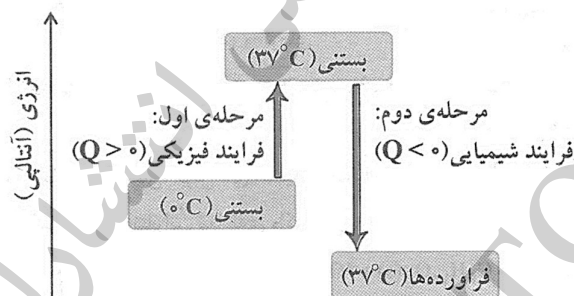 بستنی (۳۷°C)
مرحله‌ی دوم:
فرایند شیمیایی (Q < ۰)
مرحله‌ی اول:
فرایند فیزیکی (Q > ۰)
انرژی (آنتالپی)
بستنی (۰°C)
فراورده‌ها (۳۷°C)